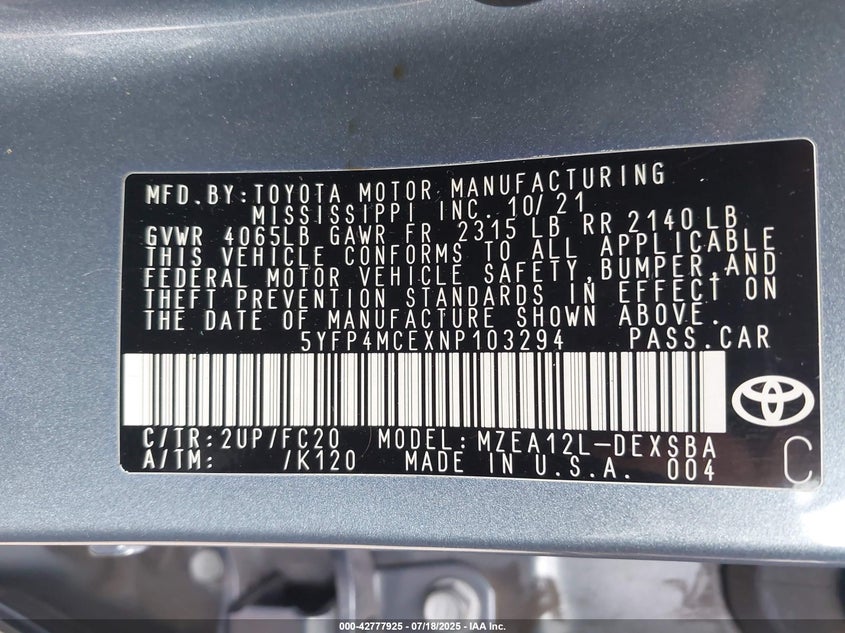 MFD.BY:TOYOTA MOTOR MANUFACTURING
MISSISSIPPI INC. 10/21
GVWR 4065LB GAWR FR 2315 LB RR 2140LB
THIS VEHICLE CONFORMS TO ALL APPLICABLE
FEDERAL MOTOR VEHICLE SAFETY,BUMPER,AND
THEFT PREVENTION STANDARDS IN EFFECT ON
THE DATE OF MANUFACTURE SHOWN ABOVE.
5YFP4MCEXNP103294 PASS.CAR
C/TR:2UP/FC20 MODEL:MZEA12L-DEXSBA
A/TM: /K120 MADE IN U.S.A. 004 C
000-42777925 | 07/18/2025 - IAA Inc.